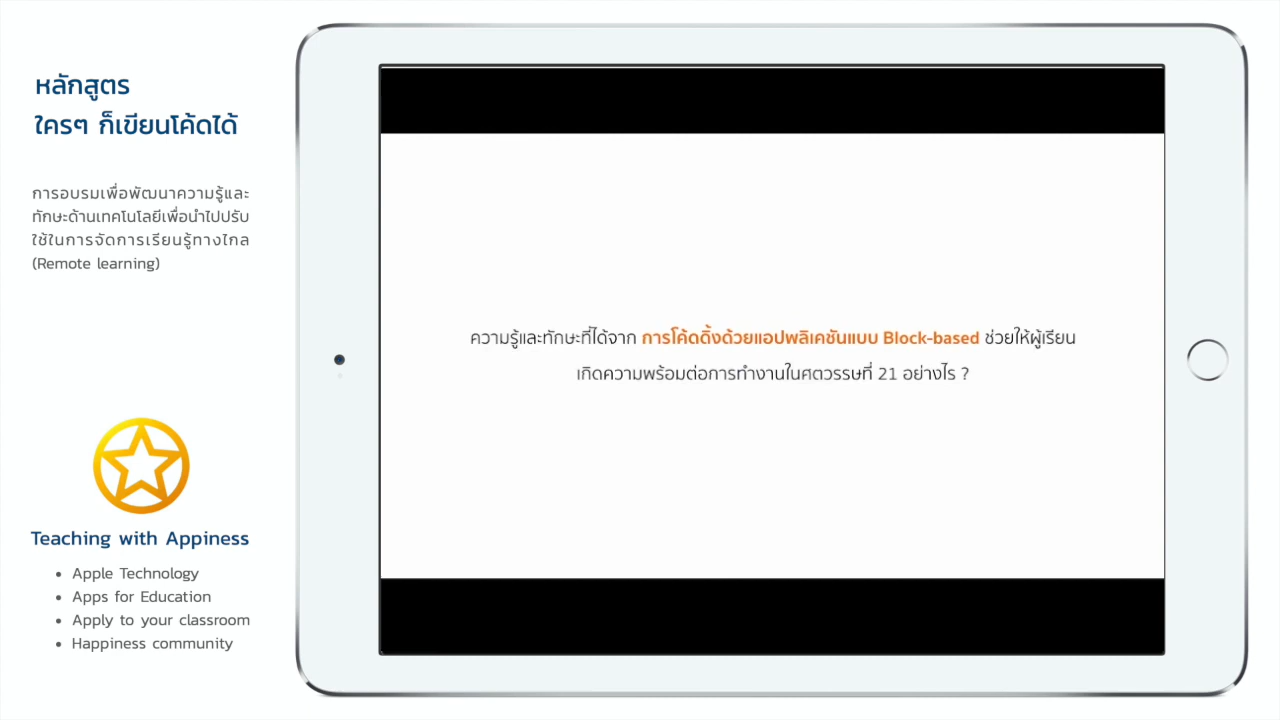 หลักสูตร
ใครๆ ก็เขียนโค้ดได้
การอบรมเพื่อพัฒนาความรู้และ
ทักษะด้านเทคโนโลยีเพื่อนำไปปรับ
ใช้ในการจัดการเรียนรู้ทางไกล
(Remote learning)
Teaching with Appiness
• Apple Technology
• Apps for Education
• Apply to your classroom
• Happiness community
ความรู้และทักษะที่ได้จาก การโค้ดดิ้งด้วยแอปพลิเคชันแบบ Block-based ช่วยให้ผู้เรียน
เกิดความพร้อมต่อการทำงานในศตวรรษที่ 21 อย่างไร ?